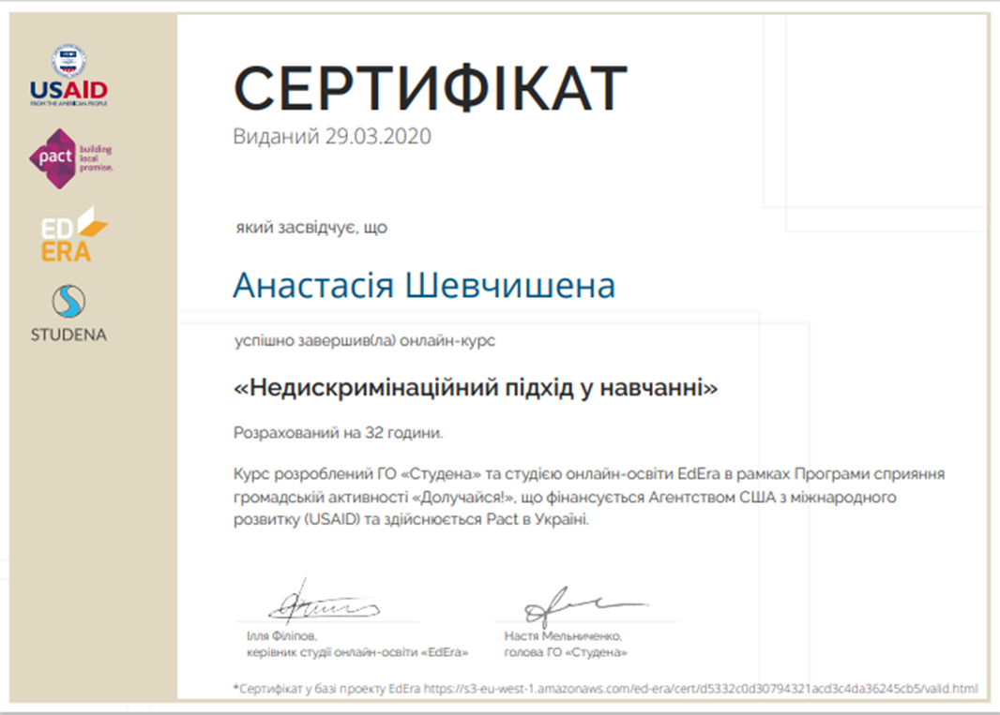 USAID
FROM THE AMERICAN PEOPLE
pact
building
local
promise.
ED
ERA
STUDENA
СЕРТИФІКАТ
Виданий 29.03.2020
який засвідчує, що
Анастасія Шевчишена
успішно завершив(ла) онлайн-курс
«Недискримінаційний підхід у навчанні»
Розрахований на 32 години.
Курс розроблений ГО «Студена» та студією онлайн-освіти EdEra в рамках Програми сприяння
громадській активності «Долучайся!», що фінансується Агентством США з міжнародного
розвитку (USAID) та здійснюється Pact в Україні.
Ілля Філіпов,
керівник студії онлайн-освіти «EdEra»
Настя Мельниченко,
голова ГО «Студена»
*Сертифікат у базі проекту EdEra https://s3-eu-west-1.amazonaws.com/ed-era/cert/d5332c0d30794321acd3c4da36245cb5/valid.html